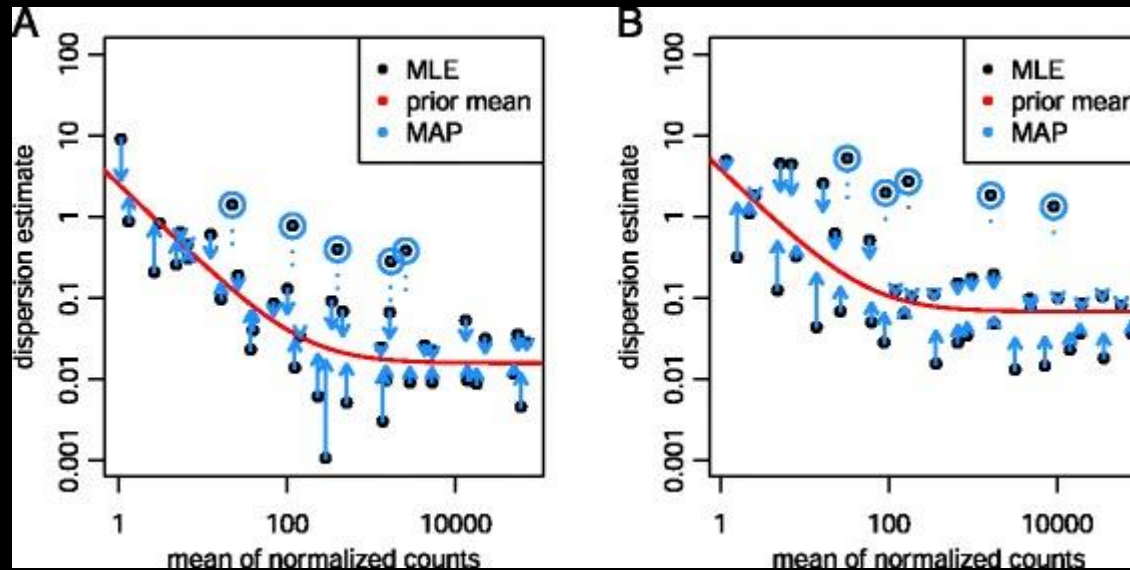 A
dispersion estimate
100
10
1
0.1
0.01
0.001
MLE
prior mean
MAP
1
100
10000
mean of normalized counts
B
dispersion estimate
100
10
1
0.1
0.01
0.001
MLE
prior mean
MAP
1
100
10000
mean of normalized counts